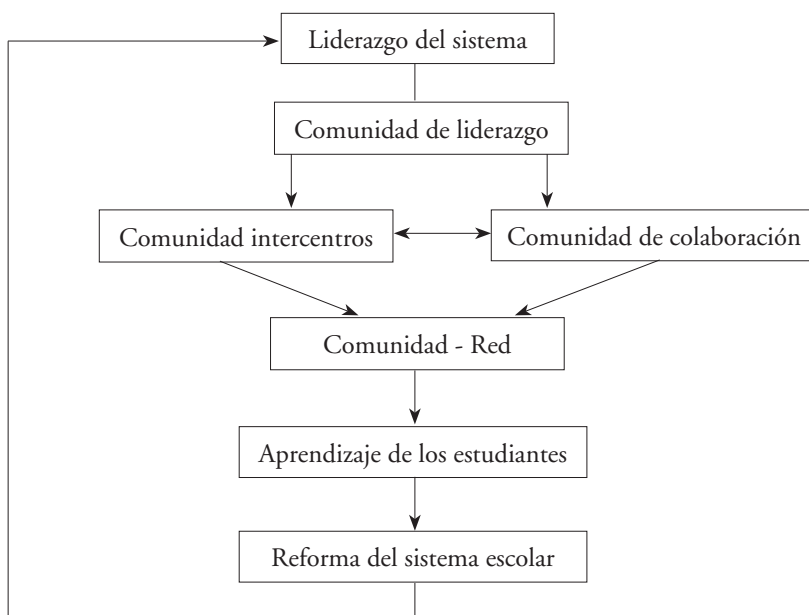 Liderazgo del sistema
Comunidad de liderazgo
Comunidad intercentros
Comunidad de colaboración
Comunidad - Red
Aprendizaje de los estudiantes
Reforma del sistema escolar